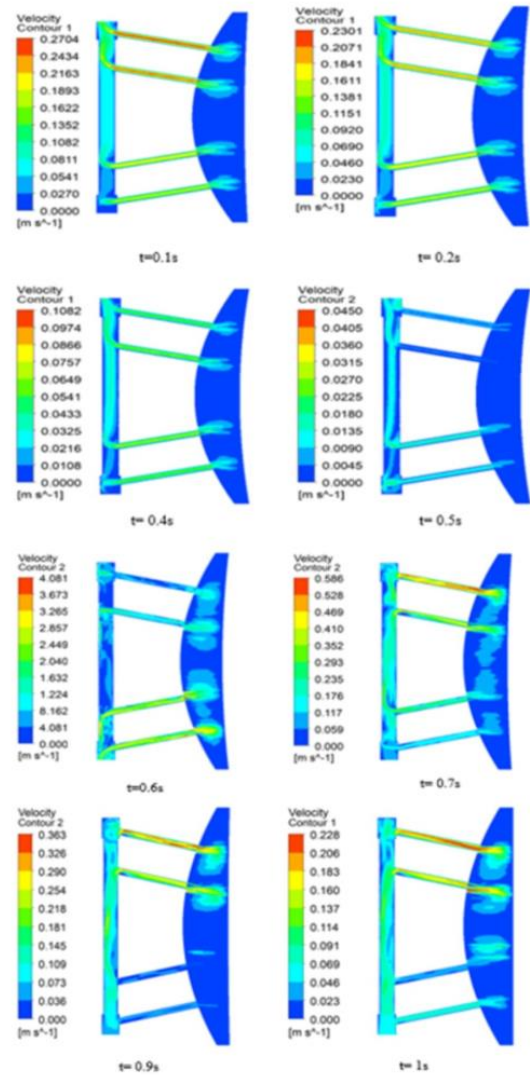 Velocity
Contour 1
0.2704
0.2434
0.2163
0.1893
0.1622
0.1352
0.1082
0.0811
0.0541
0.0270
0.0000
[m s^-1]
t=0.1s
Velocity
Contour 1
0.2301
0.2071
0.1841
0.1611
0.1381
0.1151
0.0920
0.0690
0.0460
0.0230
0.0000
[m s^-1]
t= 0.2s
Velocity
Contour 1
0.1082
0.0974
0.0866
0.0757
0.0649
0.0541
0.0433
0.0325
0.0216
0.0108
0.0000
[m s^-1]
t= 0.4s
Velocity
Contour 2
0.0450
0.0405
0.0360
0.0315
0.0270
0.0225
0.0180
0.0135
0.0090
0.0045
0.0000
[m s^-1]
t= 0.5s
Velocity
Contour 2
4.081
3.673
3.265
2.857
2.449
2.040
1.632
1.224
8.162
4.081
0.000
[m s^-1]
t=0.6s
Velocity
Contour 2
0.586
0.528
0.469
0.410
0.352
0.293
0.235
0.176
0.117
0.059
0.000
[m s^-1]
t= 0.7s
Velocity
Contour 2
0.363
0.326
0.290
0.254
0.218
0.181
0.145
0.109
0.073
0.036
0.000
[m s^-1]
t= 0.9s
Velocity
Contour 1
0.228
0.206
0.183
0.160
0.137
0.114
0.091
0.069
0.046
0.023
0.000
[m s^-1]
t= 1s